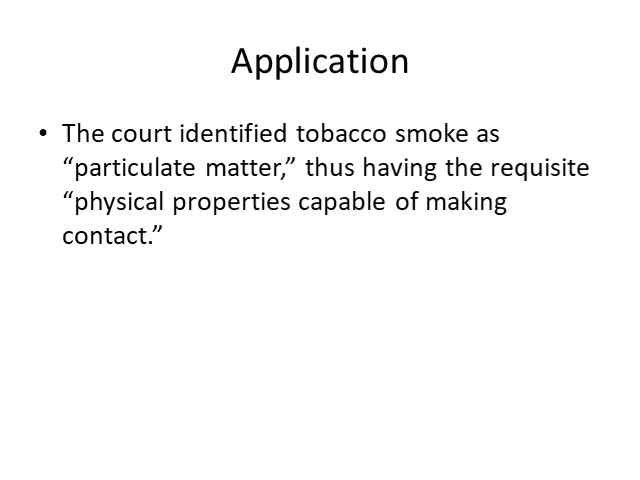 Application
• The court identified tobacco smoke as
“particulate matter,” thus having the requisite
“physical properties capable of making
contact.”